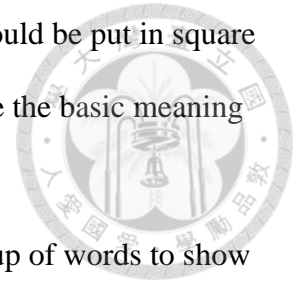 ould be put in square
e the basic meaning
up of words to show